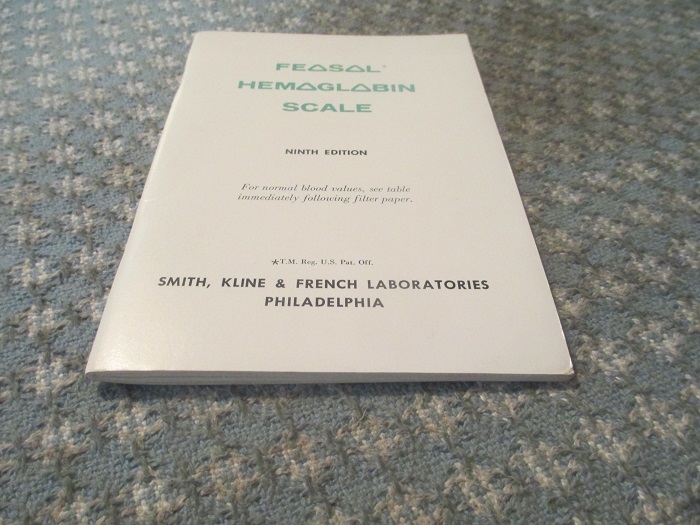 FEOSOL*
HEMOGLOBIN
SCALE
NINTH EDITION
For normal blood values, see table
immediately following filter paper.
★T.M. Reg. U.S. Pat. Off.
SMITH, KLINE & FRENCH LABORATORIES
PHILADELPHIA